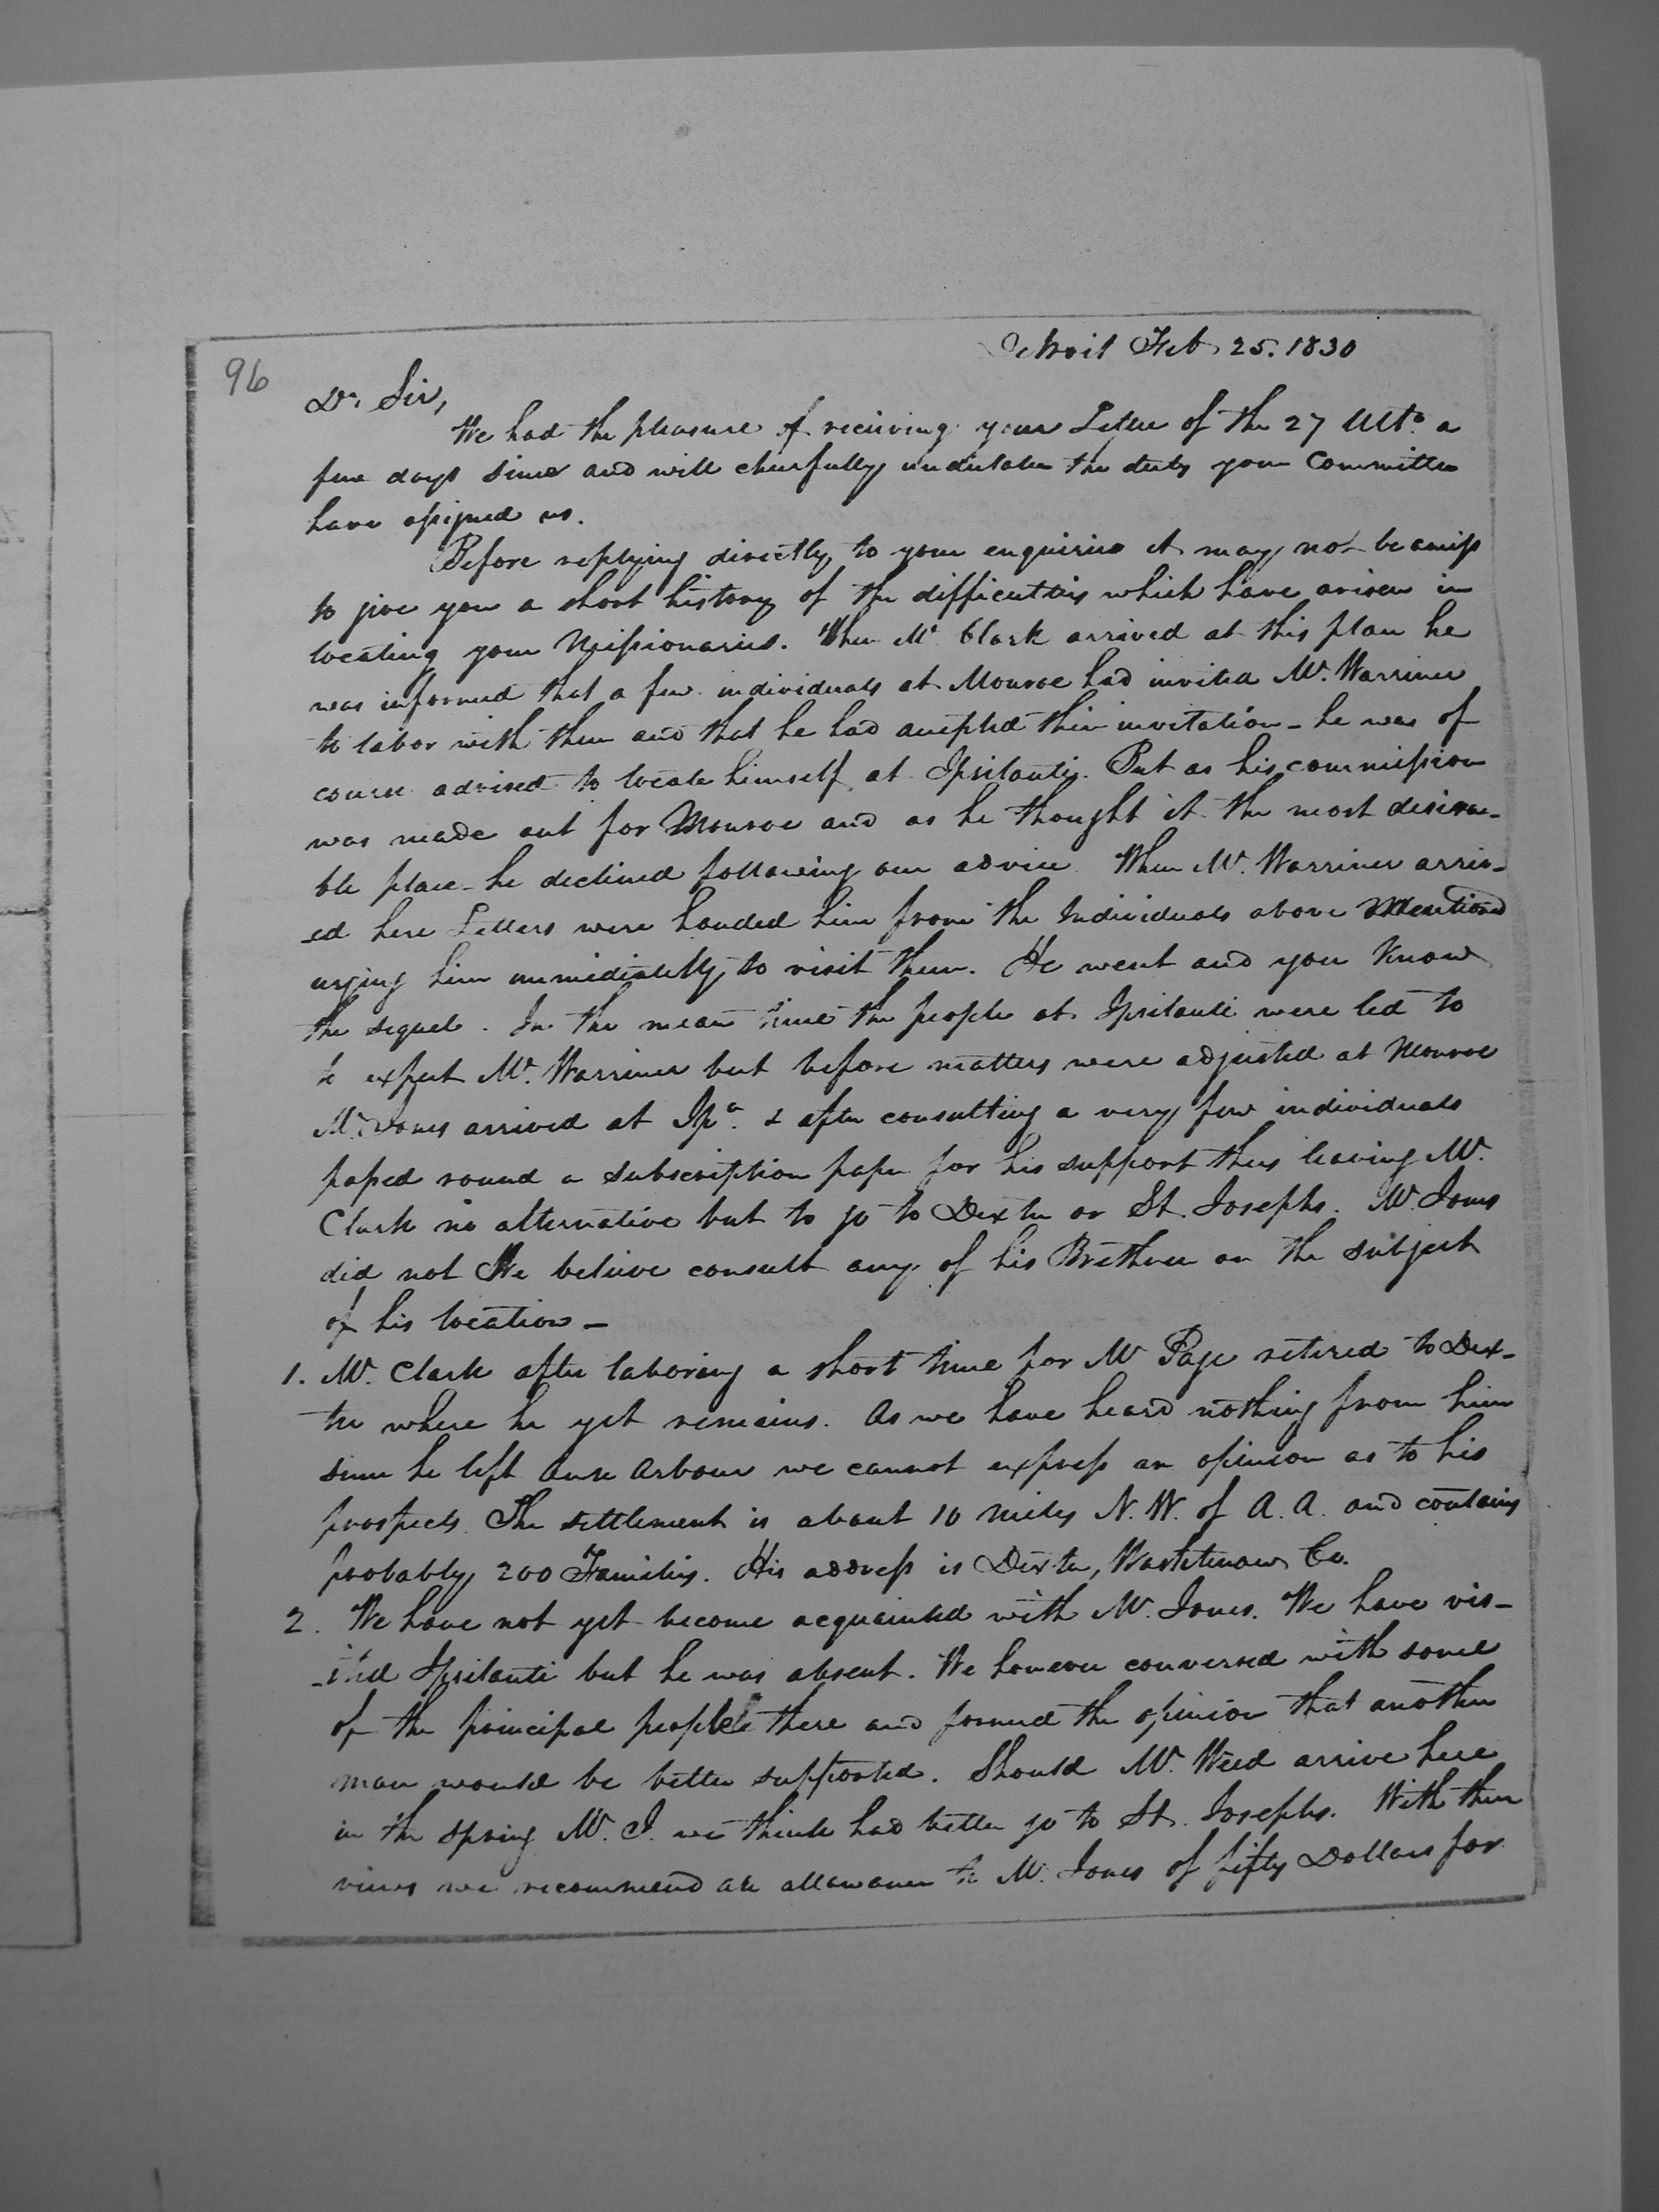 96
Detroit Feb 25. 1830
Dr. Sir,
We had the pleasure of receiving your Letter of the 27 Ulto a
few days since and will cheerfully undertake the duty your Committee
have assigned us.
Before replying directly to your enquiries it may not be amiss
to give you a short history of the difficulties which have arisen in
locating your Missionaries. When Mr Clark arrived at this place he
was informed that a few individuals at Monroe had invited Mr. Warriner
to labor with them and that he had accepted their invitation - he was of
course advised to locate himself at Ipsilanti. But as his commission
was made out for Monroe and as he thought it the most desira-
ble place - he declined following our advice When Mr. Warriner arriv-
-ed here Letters were handed him from the Individuals above Mentioned
urging him immediately to visit them. He went and you Know
the sequel. In the mean time the people at Ipsilanti were led to
to expect Mr. Warriner but before matters were adjusted at Monroe
Mr. Jones arrived at Ipa. & after consulting a very few individuals
passed round a subscription paper for his support thus leaving Mr.
Clark no alternative but to go to Dexter or St. Josephs. Mr. Jones
did not We believe consult any of his Brethren on the subject
of his location -
1. Mr. Clark after laboring a short time for Mr Page retired to Dex-
ter where he yet remains. As we have heard nothing from him
since he left Ann Arbour we cannot express an opinion as to his
prospects. The settlement is about 10 miles N. W. of A. A. and contains
probably 200 Families. His address is Dexter, Washtenaw Co.
2. We have not yet become acquainted with Mr. Jones. We have vis-
-ited Ipsilanti but he was absent. We however conversed with some
of the principal people there and formed the opinion that another
man would be better supported. Should Mr. Weed arrive here
in the spring Mr. J. we think had better go to St. Josephs. With these
views we recommend an allowance to Mr. Jones of fifty Dollars for